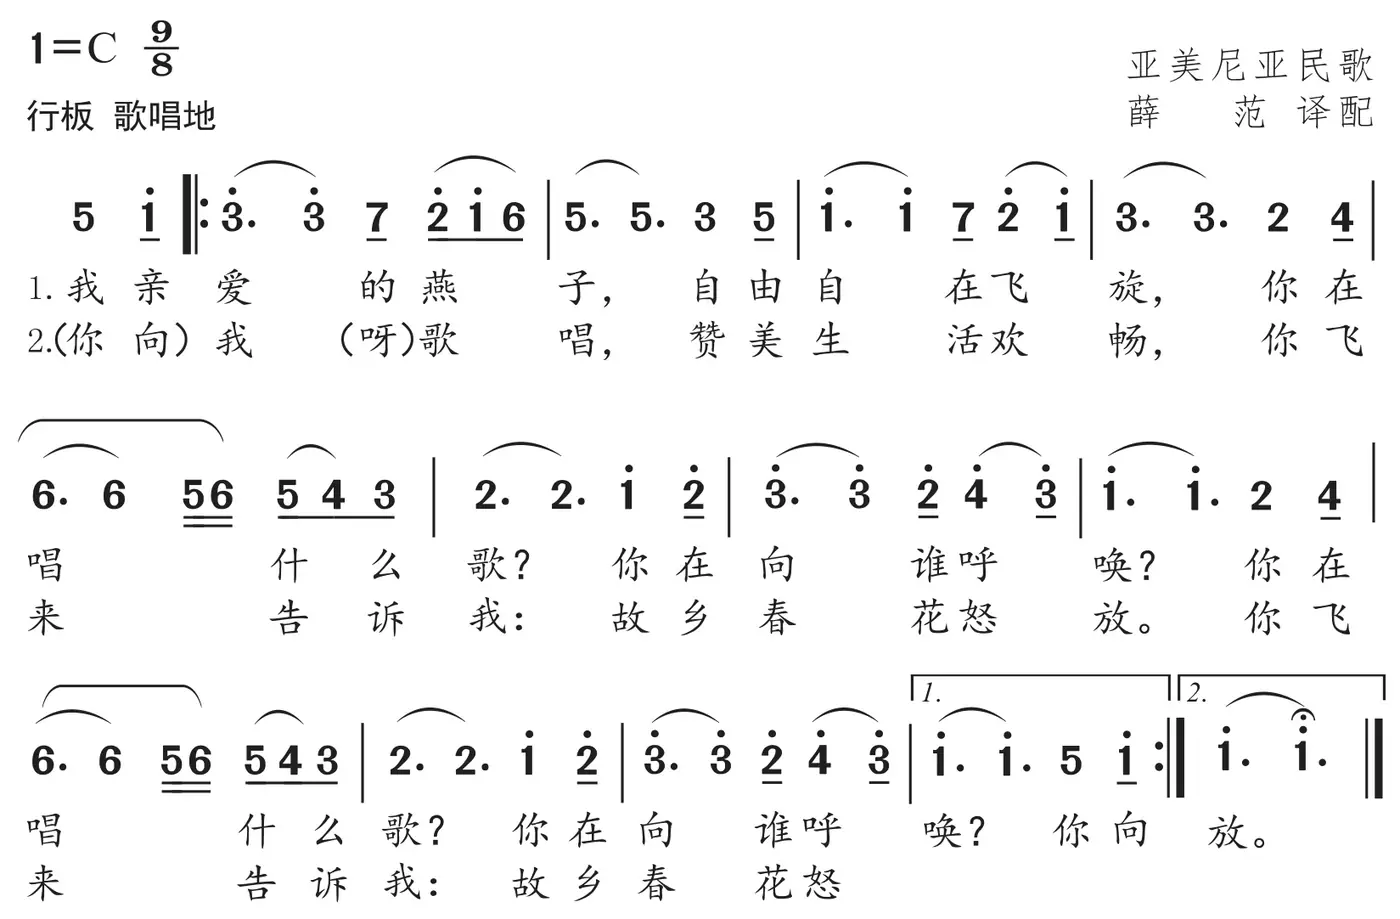 1=C 9/8
亚美尼亚民歌
行板 歌唱地
薛 范 译配
5 1 3. 3 7 2 1 6 5. 5. 3 5 1. 1 7 2 1 3. 3. 2 4
1. 我 亲 爱 的 燕 子， 自 由 自 在 飞 旋， 你 在
2.(你 向) 我 (呀)歌 唱， 赞 美 生 活 欢 畅， 你 飞
6. 6 5 6 5 4 3 2. 2. 1 2 3. 3 2 4 3 1. 1. 2 4
唱 什 么 歌？ 你 在 向 谁 呼 唤？ 你 在
来 告 诉 我： 故 乡 春 花 怒 放。 你 飞
1. 2.
6. 6 5 6 5 4 3 2. 2. 1 2 3. 3 2 4 3 1. 1. 5 1 1. 1.
唱 什 么 歌？ 你 在 向 谁 呼 唤？ 你 向 放。
来 告 诉 我： 故 乡 春 花 怒